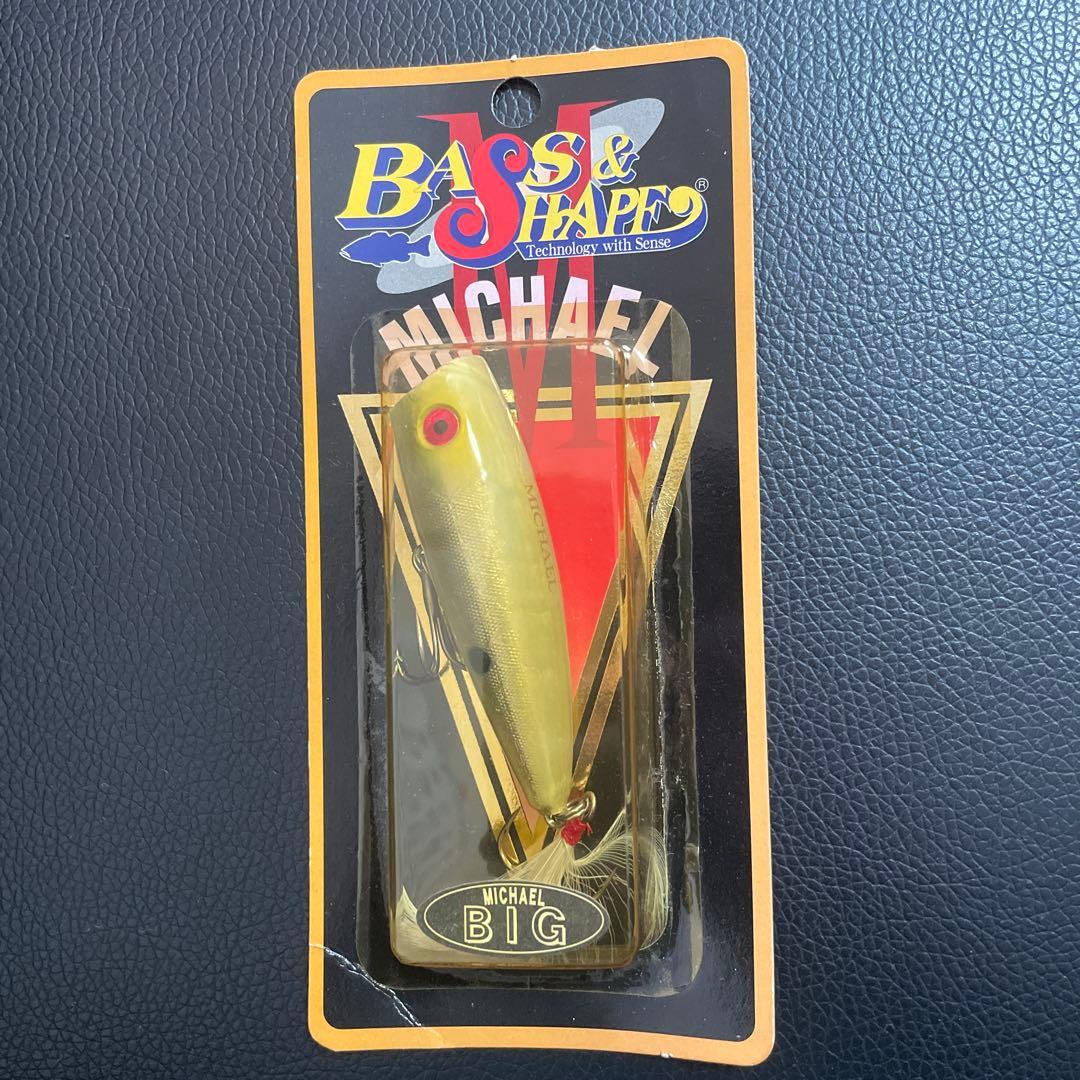 BASS &
SHAPE ®
Technology with Sense
M
MICHAEL
MICHAEL
MICHAEL
BIG